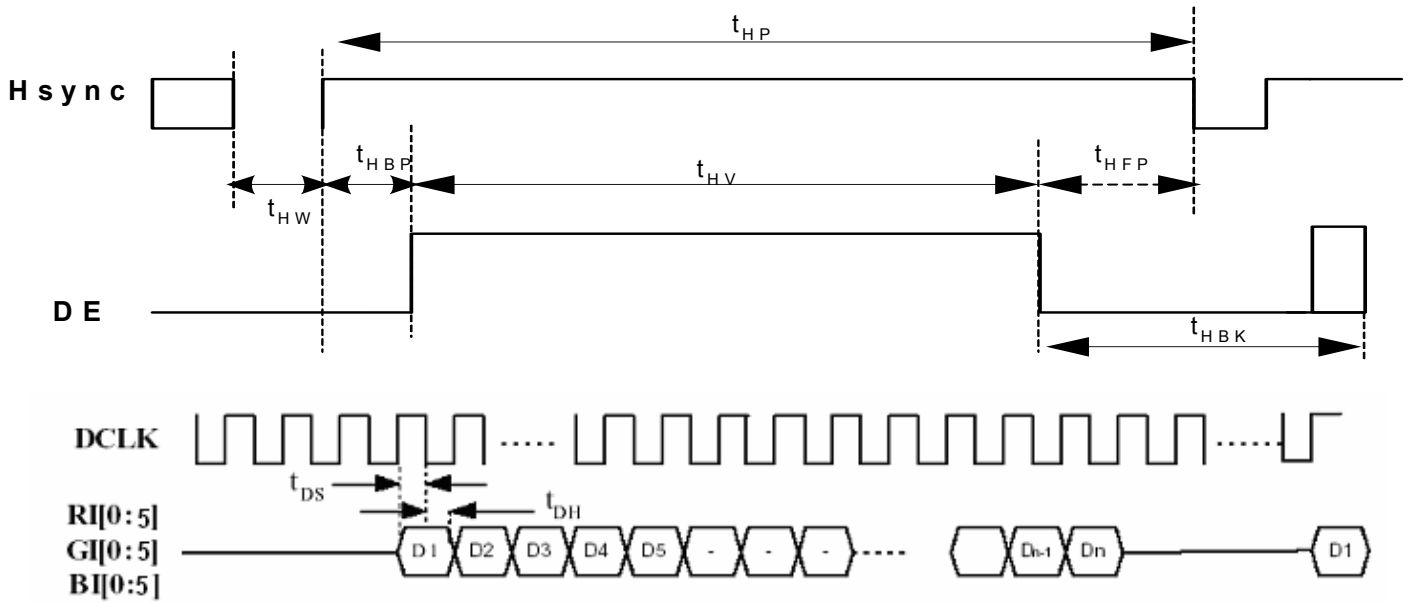 tHP
Hsync
tHBP
tHV
tHFP
tHW
DE
tHBK
DCLK
tDS
tDH
RI[0:5]
GI[0:5]
BI[0:5]
D1 D2 D3 D4 D5 - - - Dn-1 Dn D1